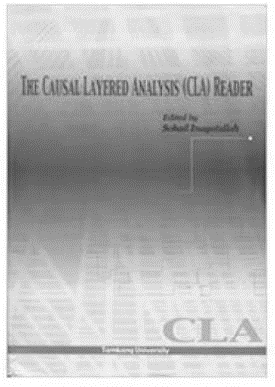 THE CAUSAL LAYERED ANALYSIS (CLA) READER
Edited by
Sohail Inayatullah
CLA
Tamkang University